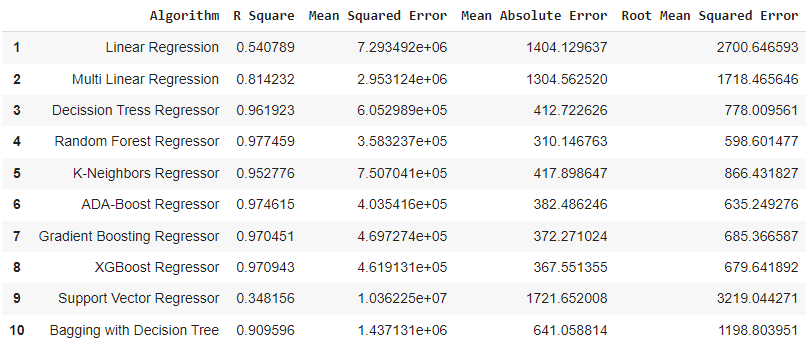 Algorithm R Square Mean Squared Error Mean Absolute Error Root Mean Squared Error
1 Linear Regression 0.540789 7.293492e+06 1404.129637 2700.646593
2 Multi Linear Regression 0.814232 2.953124e+06 1304.562520 1718.465646
3 Decission Tress Regressor 0.961923 6.052989e+05 412.722626 778.009561
4 Random Forest Regressor 0.977459 3.583237e+05 310.146763 598.601477
5 K-Neighbors Regressor 0.952776 7.507041e+05 417.898647 866.431827
6 ADA-Boost Regressor 0.974615 4.035416e+05 382.486246 635.249276
7 Gradient Boosting Regressor 0.970451 4.697274e+05 372.271024 685.366587
8 XGBoost Regressor 0.970943 4.619131e+05 367.551355 679.641892
9 Support Vector Regressor 0.348156 1.036225e+07 1721.652008 3219.044271
10 Bagging with Decision Tree 0.909596 1.437131e+06 641.058814 1198.803951